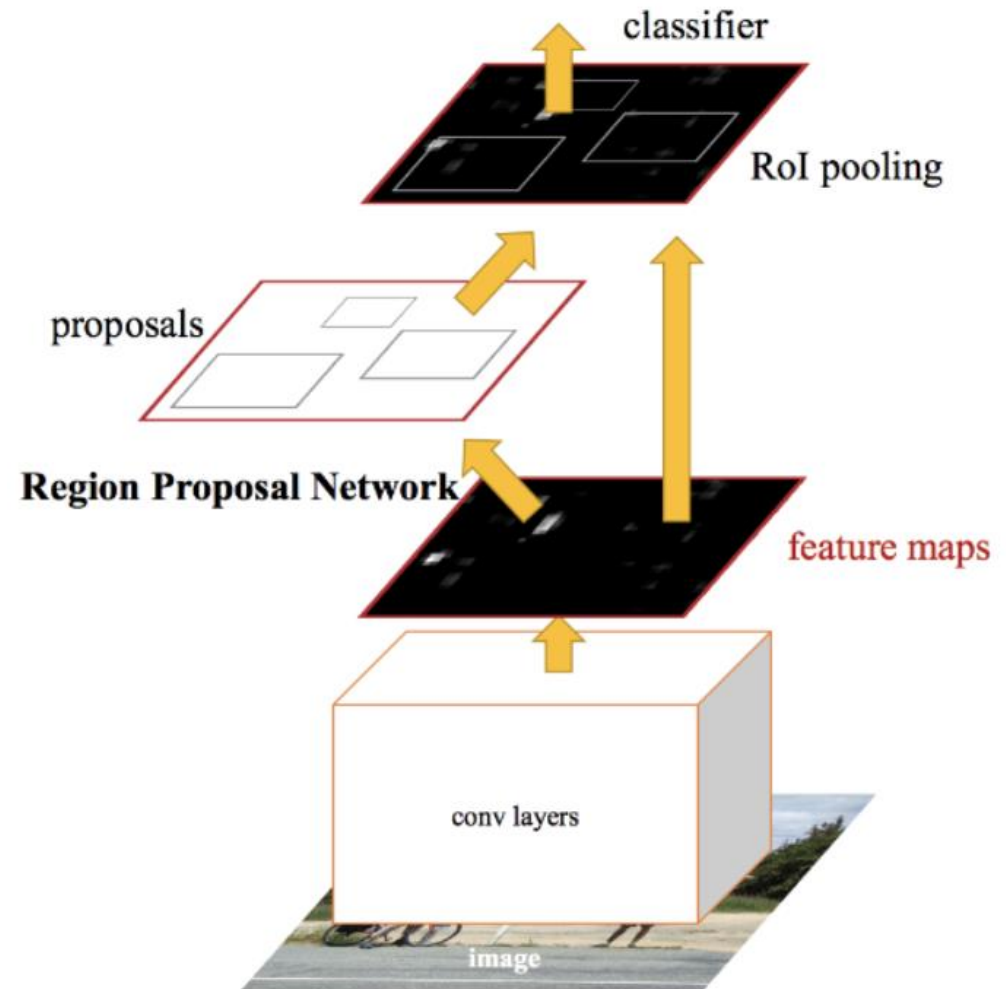 classifier
RoI pooling
proposals
Region Proposal Network
feature maps
conv layers
image